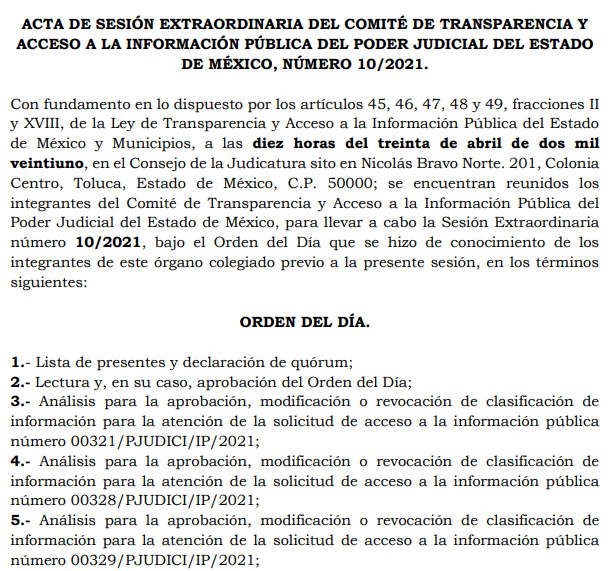 ACTA DE SESIÓN EXTRAORDINARIA DEL COMITÉ DE TRANSPARENCIA Y
ACCESO A LA INFORMACIÓN PÚBLICA DEL PODER JUDICIAL DEL ESTADO
DE MÉXICO, NÚMERO 10/2021.
Con fundamento en lo dispuesto por los artículos 45, 46, 47, 48 y 49, fracciones II
y XVIII, de la Ley de Transparencia y Acceso a la Información Pública del Estado
de México y Municipios, a las diez horas del treinta de abril de dos mil
veintiuno, en el Consejo de la Judicatura sito en Nicolás Bravo Norte. 201, Colonia
Centro, Toluca, Estado de México, C.P. 50000; se encuentran reunidos los
integrantes del Comité de Transparencia y Acceso a la Información Pública del
Poder Judicial del Estado de México, para llevar a cabo la Sesión Extraordinaria
número 10/2021, bajo el Orden del Día que se hizo de conocimiento de los
integrantes de este órgano colegiado previo a la presente sesión, en los términos
siguientes:
ORDEN DEL DÍA.
1.- Lista de presentes y declaración de quórum;
2.- Lectura y, en su caso, aprobación del Orden del Día;
3.- Análisis para la aprobación, modificación o revocación de clasificación de
información para la atención de la solicitud de acceso a la información pública
número 00321/PJUDICI/IP/2021;
4.- Análisis para la aprobación, modificación o revocación de clasificación de
información para la atención de la solicitud de acceso a la información pública
número 00328/PJUDICI/IP/2021;
5.- Análisis para la aprobación, modificación o revocación de clasificación de
información para la atención de la solicitud de acceso a la información pública
número 00329/PJUDICI/IP/2021;